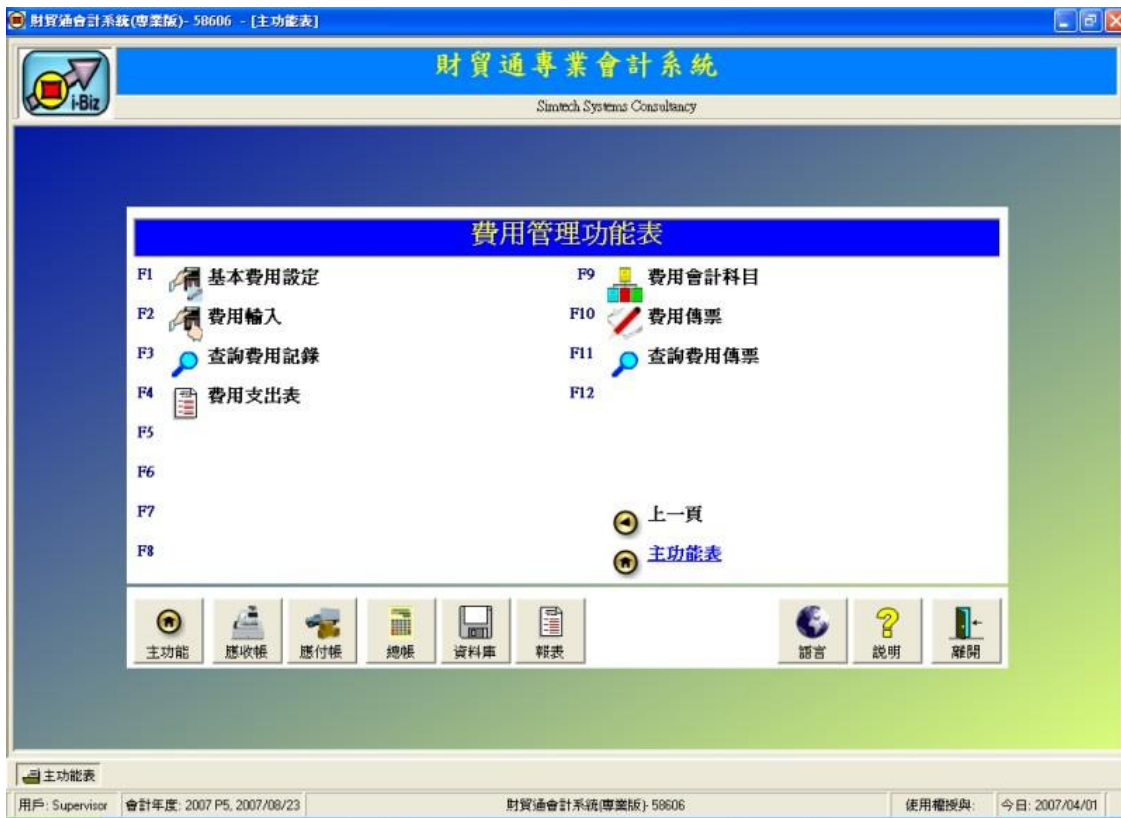 財貿通會計系統(專業版)- 58606 - [主功能表]
i-Biz
財貿通專業會計系統
Simtech Systems Consultancy
費用管理功能表
F1 基本費用設定
F2 費用輸入
F3 查詢費用記錄
F4 費用支出表
F5
F6
F7
F8
F9 費用會計科目
F10 費用傳票
F11 查詢費用傳票
F12
上一頁
主功能表
主功能 應收帳 應付帳 總帳 資料庫 報表 語言 説明 離開
主功能表
用戶: Supervisor 會計年度: 2007 P5, 2007/08/23 財貿通會計系統(專業版)- 58606 使用權授與: 今日: 2007/04/01